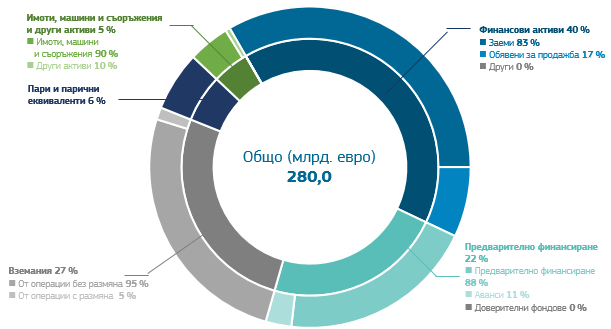 Имоти, машини и съоръжения
и други активи 5 %
Имоти, машини
и съоръжения 90 %
Други активи 10 %
Пари и парични
еквиваленти 6 %
Финансови активи 40 %
Заеми 83 %
Обявени за продажба 17 %
Други 0 %
Общо (млрд. евро)
280,0
Предварително финансиране
22 %
Предварително финансиране
88 %
Аванси 11 %
Доверителни фондове 0 %
Вземания 27 %
От операции без размяна 95 %
От операции с размяна 5 %